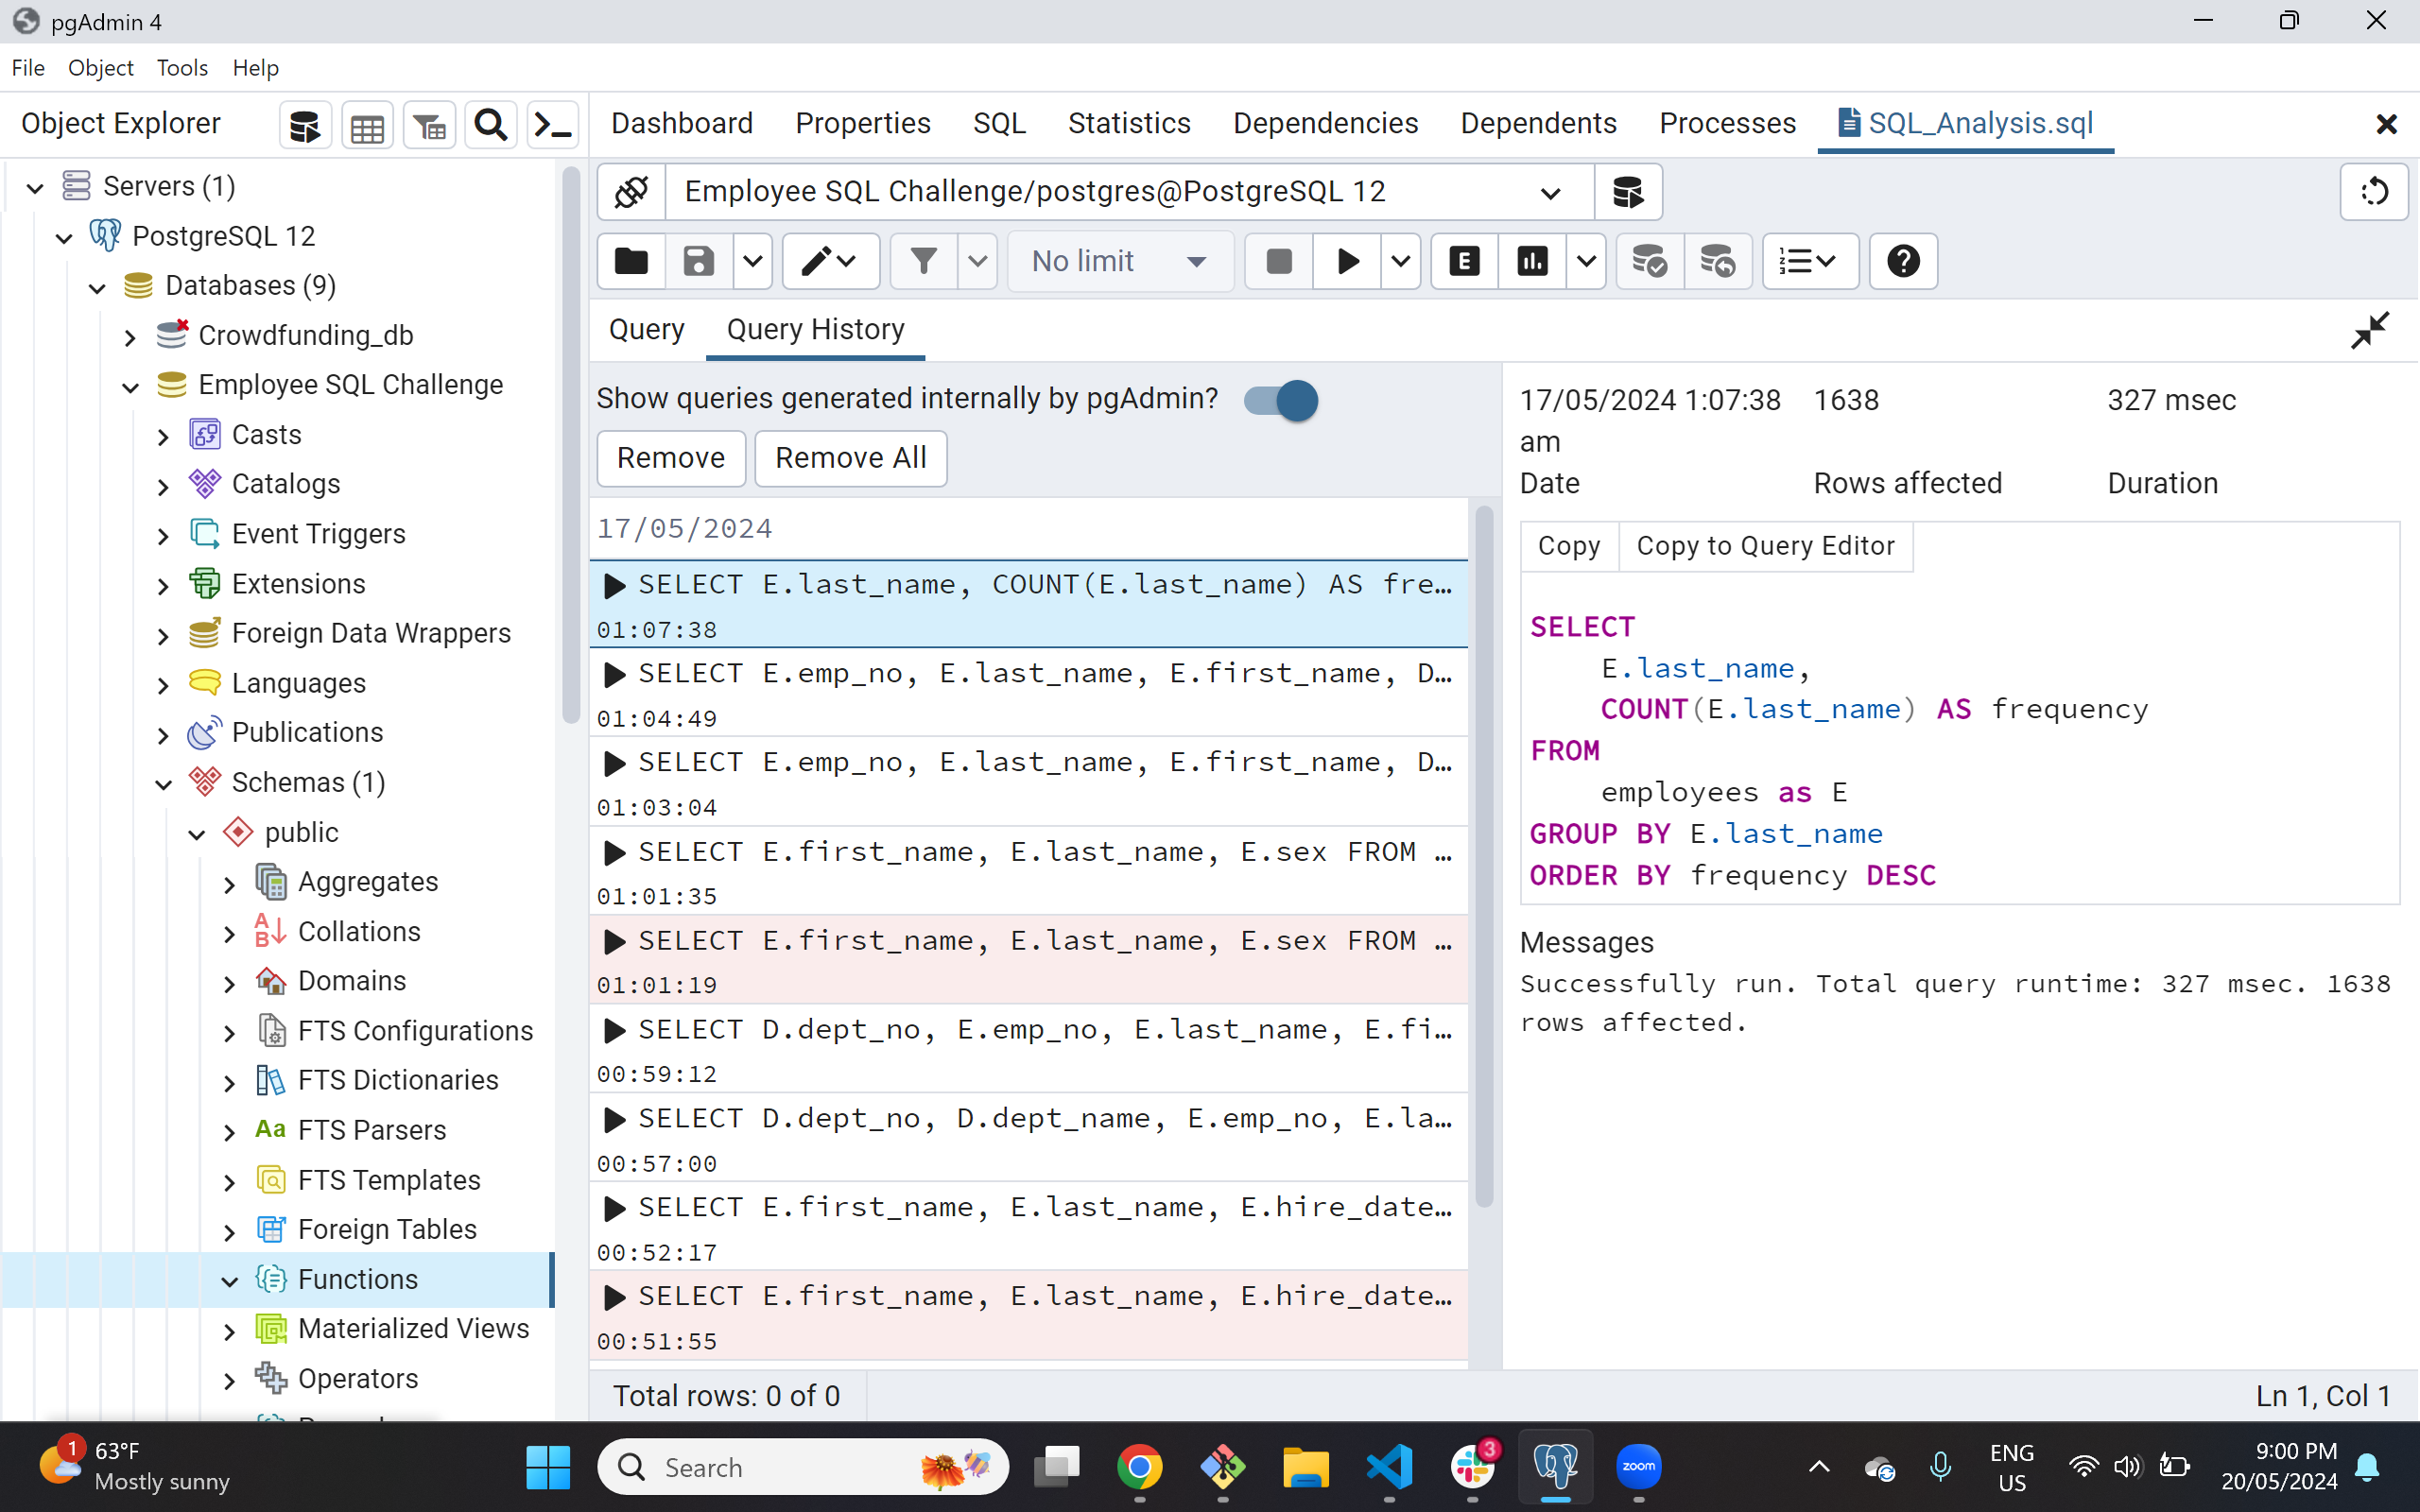 pgAdmin 4
File Object Tools Help
Object Explorer
Dashboard Properties SQL Statistics Dependencies Dependents Processes SQL_Analysis.sql
Servers (1)
PostgreSQL 12
Databases (9)
Crowdfunding_db
Employee SQL Challenge
Casts
Catalogs
Event Triggers
Extensions
Foreign Data Wrappers
Languages
Publications
Schemas (1)
public
Aggregates
Collations
Domains
FTS Configurations
FTS Dictionaries
Aa FTS Parsers
FTS Templates
Foreign Tables
Functions
Materialized Views
Operators
Employee SQL Challenge/postgres@PostgreSQL 12
No limit
E
Query Query History
Show queries generated internally by pgAdmin?
Remove Remove All
17/05/2024
SELECT E.last_name, COUNT(E.last_name) AS fre...
01:07:38
SELECT E.emp_no, E.last_name, E.first_name, D...
01:04:49
SELECT E.emp_no, E.last_name, E.first_name, D...
01:03:04
SELECT E.first_name, E.last_name, E.sex FROM ...
01:01:35
SELECT E.first_name, E.last_name, E.sex FROM ...
01:01:19
SELECT D.dept_no, E.emp_no, E.last_name, E.fi...
00:59:12
SELECT D.dept_no, D.dept_name, E.emp_no, E.la...
00:57:00
SELECT E.first_name, E.last_name, E.hire_date...
00:52:17
SELECT E.first_name, E.last_name, E.hire_date...
00:51:55
17/05/2024 1:07:38 1638 327 msec
am
Date Rows affected Duration
Copy Copy to Query Editor
SELECT
E.last_name,
COUNT(E.last_name) AS frequency
FROM
employees as E
GROUP BY E.last_name
ORDER BY frequency DESC
Messages
Successfully run. Total query runtime: 327 msec. 1638
rows affected.
Total rows: 0 of 0
Ln 1, Col 1
1
63°F
Mostly sunny
Search
3
zoom
ENG
US
9:00 PM
20/05/2024